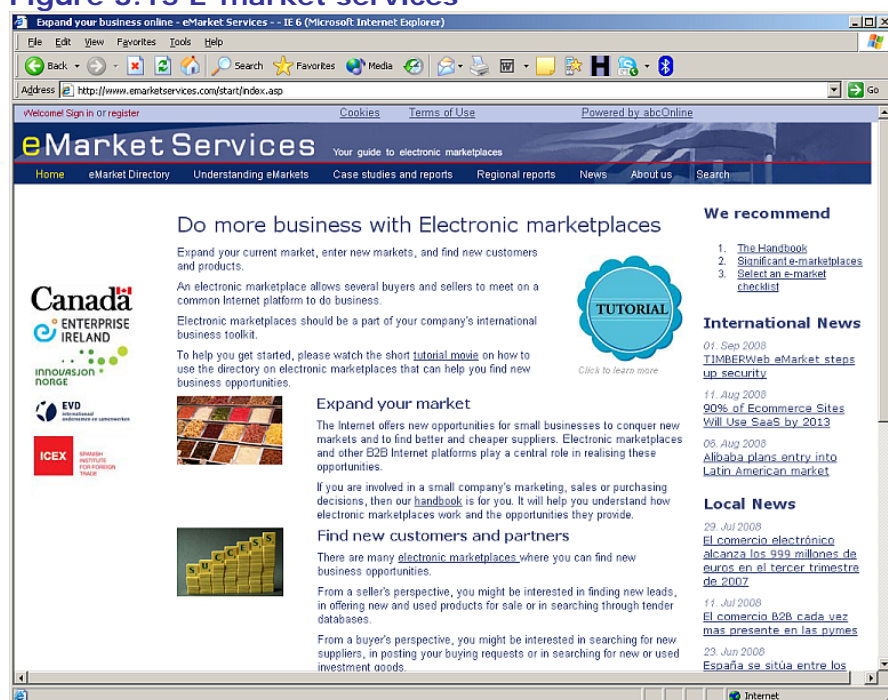 Figure 3.13 E-market services
Expand your business online - eMarket Services - - IE 6 (Microsoft Internet Explorer)
File Edit View Favorites Tools Help
Back Search Favorites Media
Address http://www.emarketservices.com/start/index.asp Go
Welcome! Sign in or register Cookies Terms of Use Powered by abcOnline
eMarket Services Your guide to electronic marketplaces
Home eMarket Directory Understanding eMarkets Case studies and reports Regional reports News About us Search
Do more business with Electronic marketplaces
Expand your current market, enter new markets, and find new customers
and products.
An electronic marketplace allows several buyers and sellers to meet on a
common Internet platform to do business.
Electronic marketplaces should be a part of your company's international
business toolkit.
To help you get started, please watch the short tutorial movie on how to
use the directory on electronic marketplaces that can help you find new
business opportunities.
TUTORIAL
Click to learn more
Canada
ENTERPRISE
IRELAND
INNOVASJON
NORGE
EVD
internationaal
ondernemen en samenwerken
ICEX
SPANISH
INSTITUTE
FOR FOREIGN
TRADE
Expand your market
The Internet offers new opportunities for small businesses to conquer new
markets and to find better and cheaper suppliers. Electronic marketplaces
and other B2B Internet platforms play a central role in realising these
opportunities.
If you are involved in a small company's marketing, sales or purchasing
decisions, then our handbook is for you. It will help you understand how
electronic marketplaces work and the opportunities they provide.
SUCCESS
Find new customers and partners
There are many electronic marketplaces where you can find new
business opportunities.
From a seller's perspective, you might be interested in finding new leads,
in offering new and used products for sale or in searching through tender
databases.
From a buyer's perspective, you might be interested in searching for new
suppliers, in posting your buying requests or in searching for new or used
investment goods.
We recommend
1. The Handbook
2. Significant e-marketplaces
3. Select an e-market
checklist
International News
01. Sep 2008
TIMBERWeb eMarket steps
up security
11. Aug 2008
90% of Ecommerce Sites
Will Use SaaS by 2013
06. Aug 2008
Alibaba plans entry into
Latin American market
Local News
29. Jul 2008
El comercio electrónico
alcanza los 999 millones de
euros en el tercer trimestre
de 2007
11. Jul 2008
El comercio B2B cada vez
mas presente en las pymes
23. Jun 2008
España se sitúa entre los
Internet